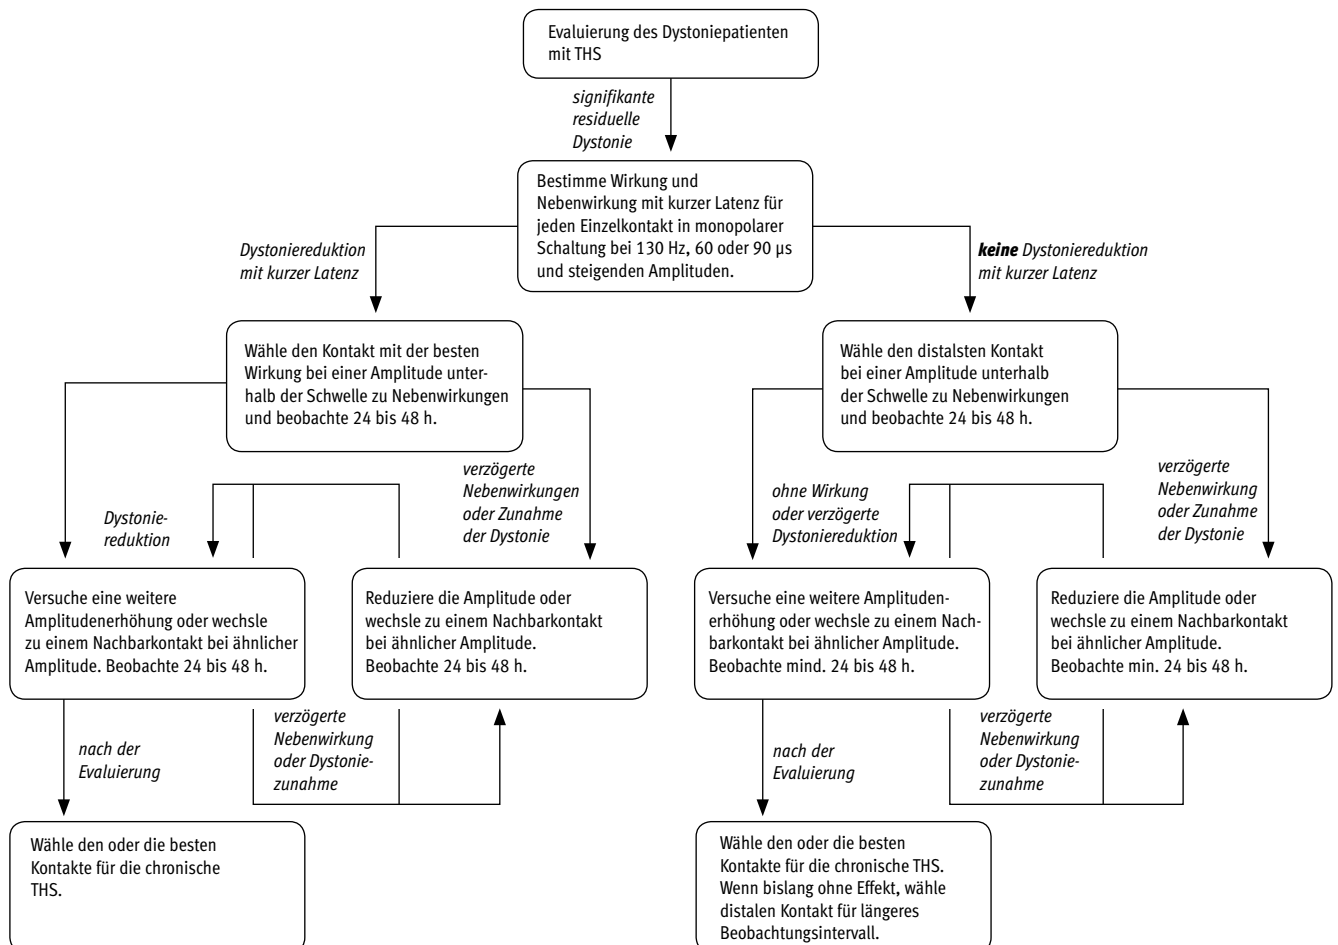 Evaluierung des Dystoniepatienten
mit THS
signifikante
residuelle
Dystonie
Bestimme Wirkung und
Nebenwirkung mit kurzer Latenz für
jeden Einzelkontakt in monopolarer
Schaltung bei 130 Hz, 60 oder 90 µs
und steigenden Amplituden.
Dystoniereduktion
mit kurzer Latenz
keine Dystoniereduktion
mit kurzer Latenz
Wähle den Kontakt mit der besten
Wirkung bei einer Amplitude unter-
halb der Schwelle zu Nebenwirkungen
und beobachte 24 bis 48 h.
Wähle den distalsten Kontakt
bei einer Amplitude unterhalb
der Schwelle zu Nebenwirkungen
und beobachte 24 bis 48 h.
Dystonie-
reduktion
verzögerte
Nebenwirkungen
oder Zunahme
der Dystonie
ohne Wirkung
oder verzögerte
Dystoniereduktion
verzögerte
Nebenwirkung
oder Zunahme
der Dystonie
Versuche eine weitere
Amplitudenerhöhung oder wechsle
zu einem Nachbarkontakt bei ähnlicher
Amplitude. Beobachte 24 bis 48 h.
Reduziere die Amplitude oder
wechsle zu einem Nachbarkontakt
bei ähnlicher Amplitude.
Beobachte 24 bis 48 h.
Versuche eine weitere Amplituden-
erhöhung oder wechsle zu einem Nach-
barkontakt bei ähnlicher Amplitude.
Beobachte mind. 24 bis 48 h.
Reduziere die Amplitude oder
wechsle zu einem Nachbarkontakt
bei ähnlicher Amplitude.
Beobachte min. 24 bis 48 h.
nach der
Evaluierung
verzögerte
Nebenwirkung
oder Dystonie-
zunahme
nach der
Evaluierung
verzögerte
Nebenwirkung
oder Dystonie-
zunahme
Wähle den oder die besten
Kontakte für die chronische
THS.
Wähle den oder die besten
Kontakte für die chronische THS.
Wenn bislang ohne Effekt, wähle
distalen Kontakt für längeres
Beobachtungsintervall.